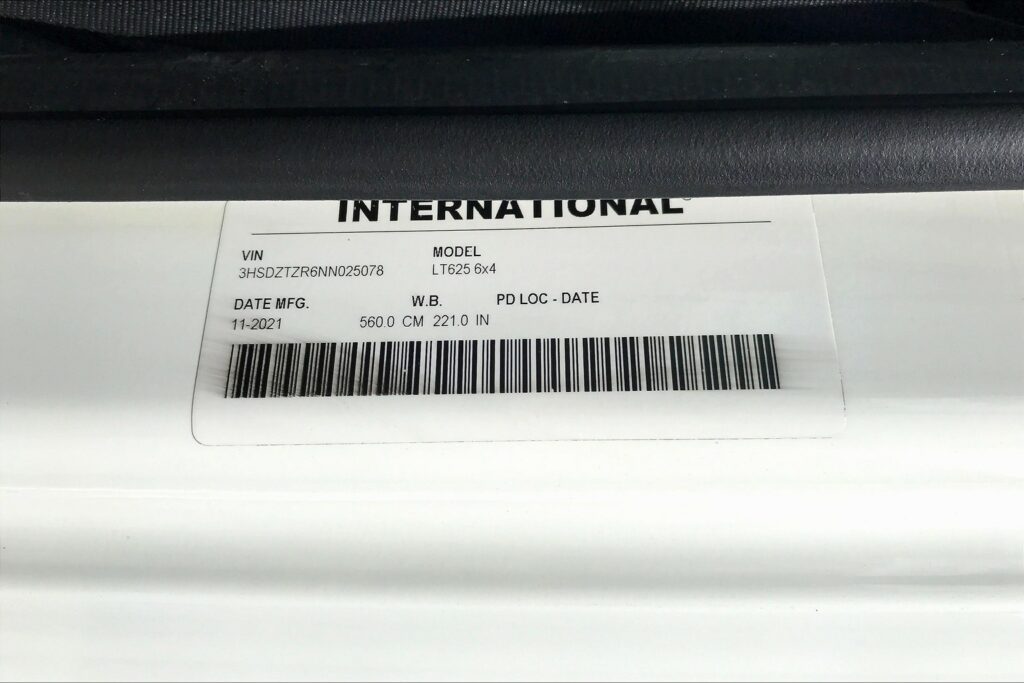 INTERNATIONAL®
VIN MODEL
3HSDZTZR6NN025078 LT625 6x4
DATE MFG. W.B. PD LOC - DATE
11-2021 560.0 CM 221.0 IN